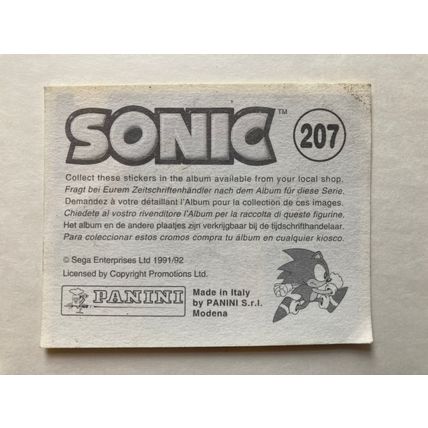 SONIC™
207
Collect these stickers in the album available from your local shop.
Fragt bei Eurem Zeitschriftenhändler nach dem Album für diese Serie.
Demandez à votre détaillant l'Album pour la collection de ces images.
Chiedete al vostro rivenditore l'Album per la raccolta di queste figurine.
Het album en de andere plaatjes zijn verkrijgbaar bij de tijdschrifthandelaar.
Para coleccionar estos cromos compra tu álbum en cualquier kiosco.
© Sega Enterprises Ltd 1991/92
Licensed by Copyright Promotions Ltd.
PANINI
Made in Italy
by PANINI S.r.l.
Modena